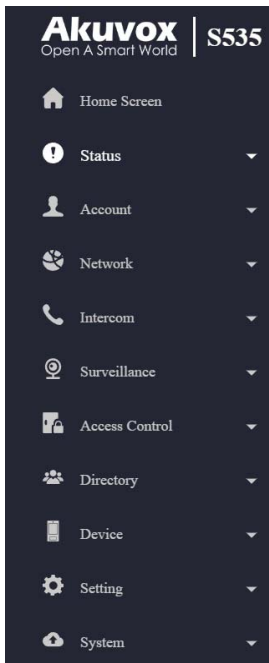 Akuvox
Open A Smart World
S535
Home Screen
Status
Account
Network
Intercom
Surveillance
Access Control
Directory
Device
Setting
System